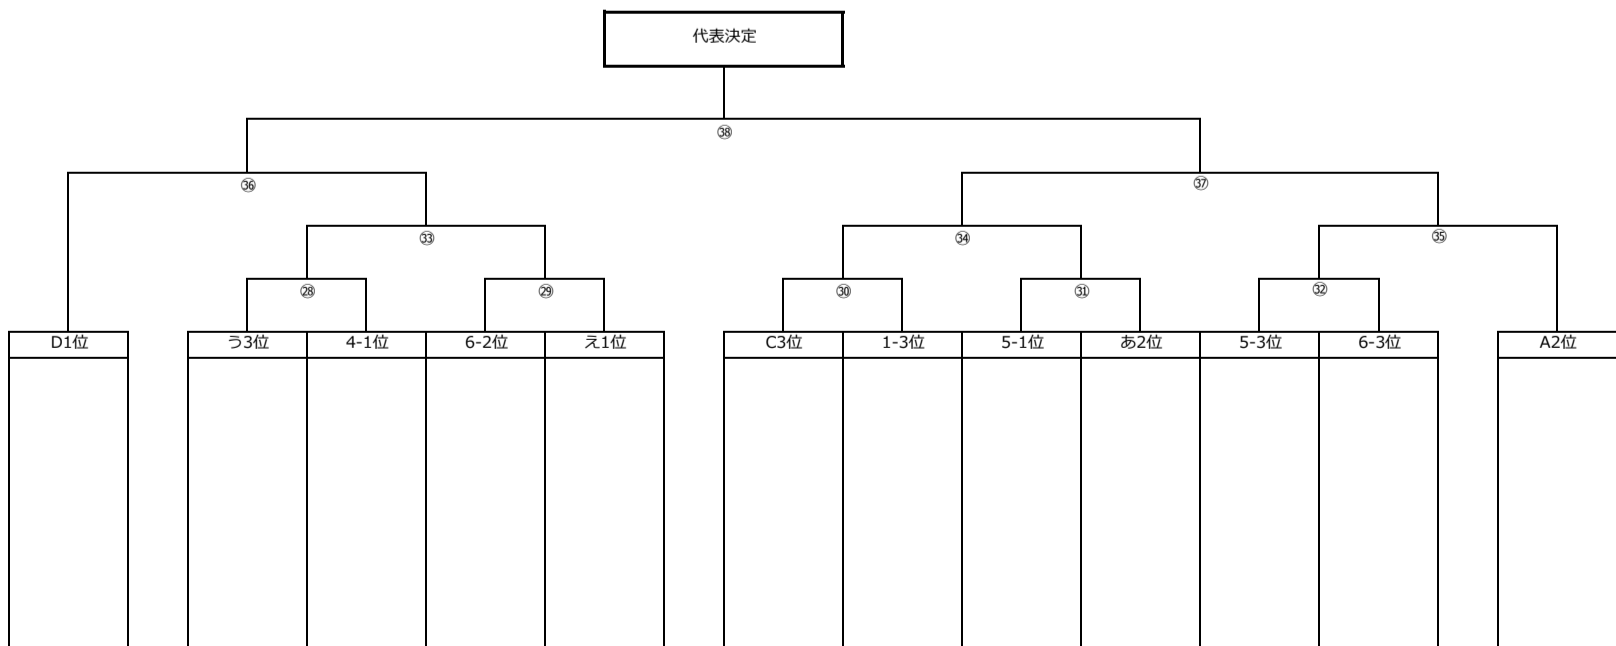 代表決定
㊳
㊱ ㊲
㉝ ㉞ ㉟
㉘ ㉙ ㉚ ㉛ ㉜
D1位 う3位 4-1位 6-2位 え1位 C3位 1-3位 5-1位 あ2位 5-3位 6-3位 A2位